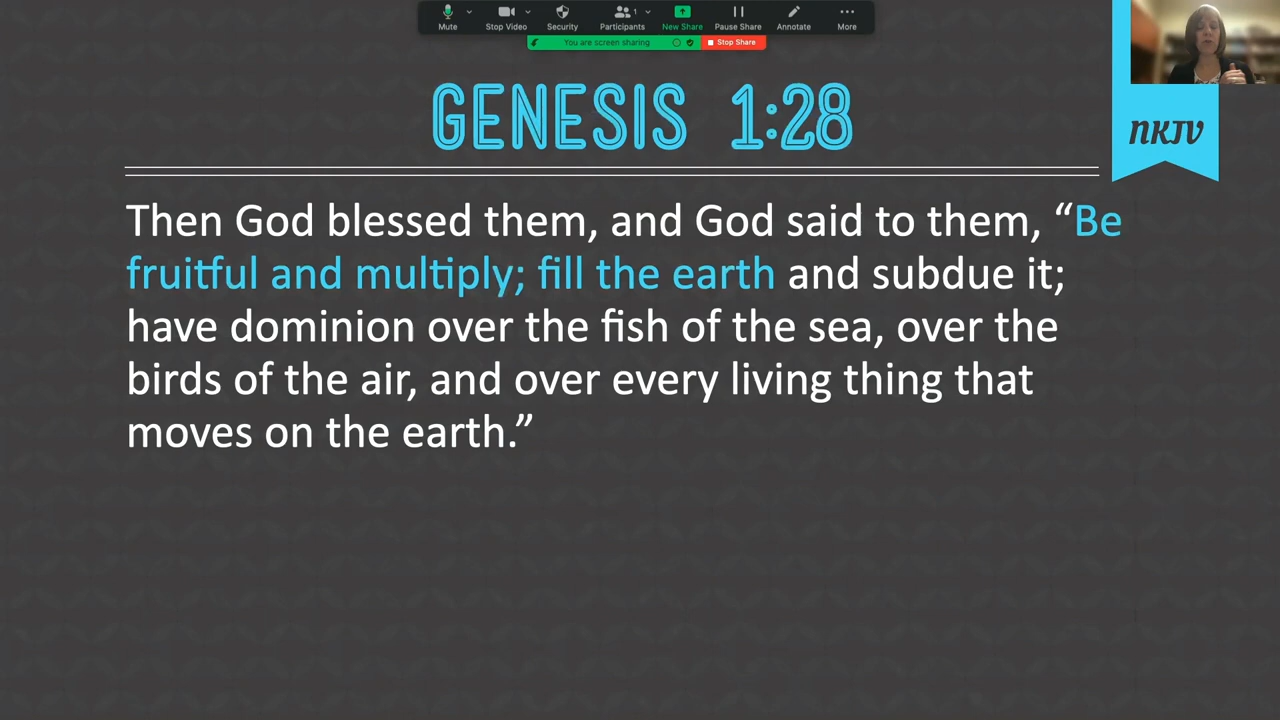 Mute
Stop Video
Security
Participants
1
New Share
Pause Share
Annotate
More
You are screen sharing
Stop Share
GENESIS 1:28
NKJV
Then God blessed them, and God said to them, “Be
fruitful and multiply; fill the earth and subdue it;
have dominion over the fish of the sea, over the
birds of the air, and over every living thing that
moves on the earth.”